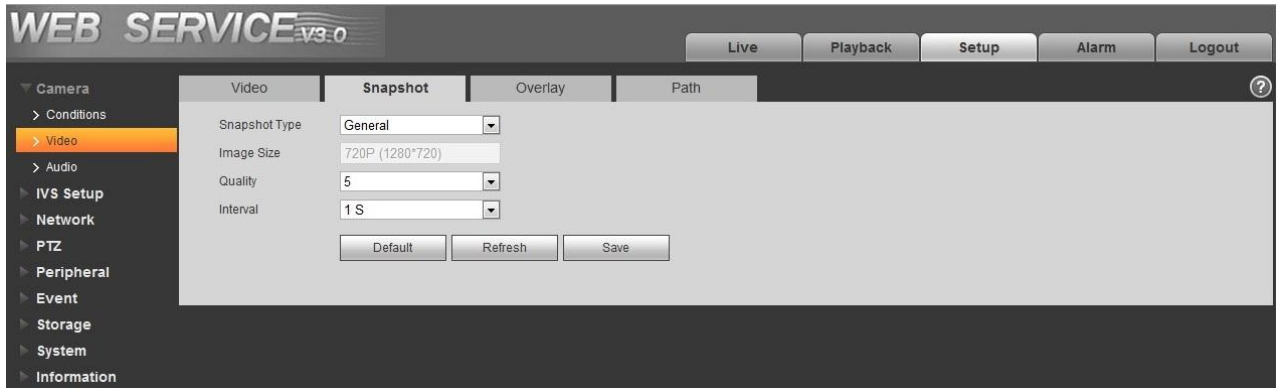 WEB SERVICE V3.0
Live Playback Setup Alarm Logout
Camera
> Conditions
> Video
> Audio
IVS Setup
Network
PTZ
Peripheral
Event
Storage
System
Information
Video Snapshot Overlay Path
?
Snapshot Type General
Image Size 720P (1280*720)
Quality 5
Interval 1 S
Default Refresh Save